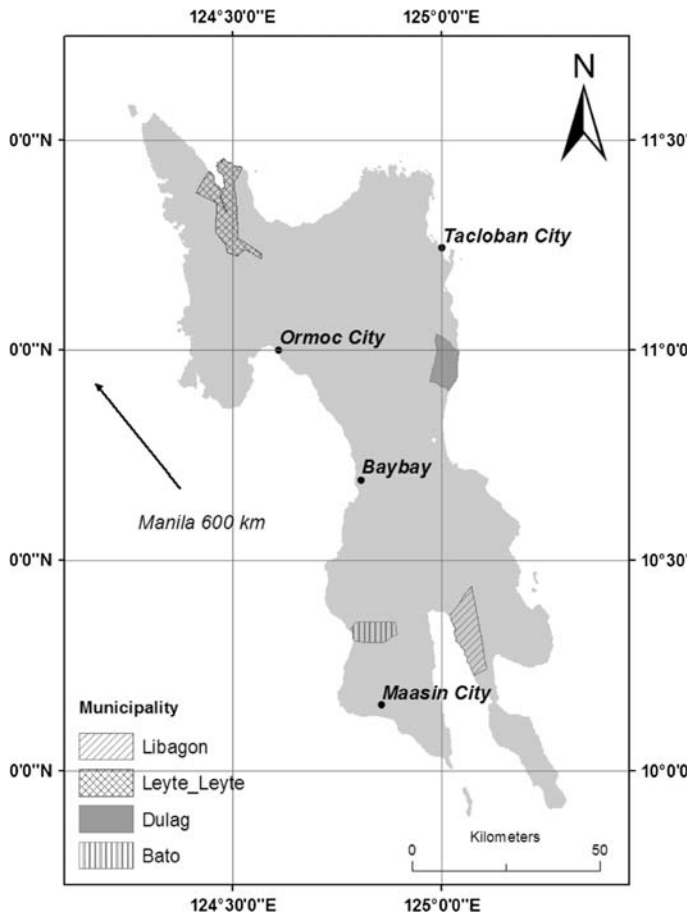 124°30'0"E 125°0'0"E
N
0'0"N 11°30'
Tacloban City
Ormoc City
0'0"N 11°0'0
Baybay
Manila 600 km
0'0"N 10°30'
Maasin City
Municipality
Libagon
Leyte_Leyte
0'0"N 10°0'0
Dulag
Kilometers
Bato
0 50
124°30'0"E 125°0'0"E